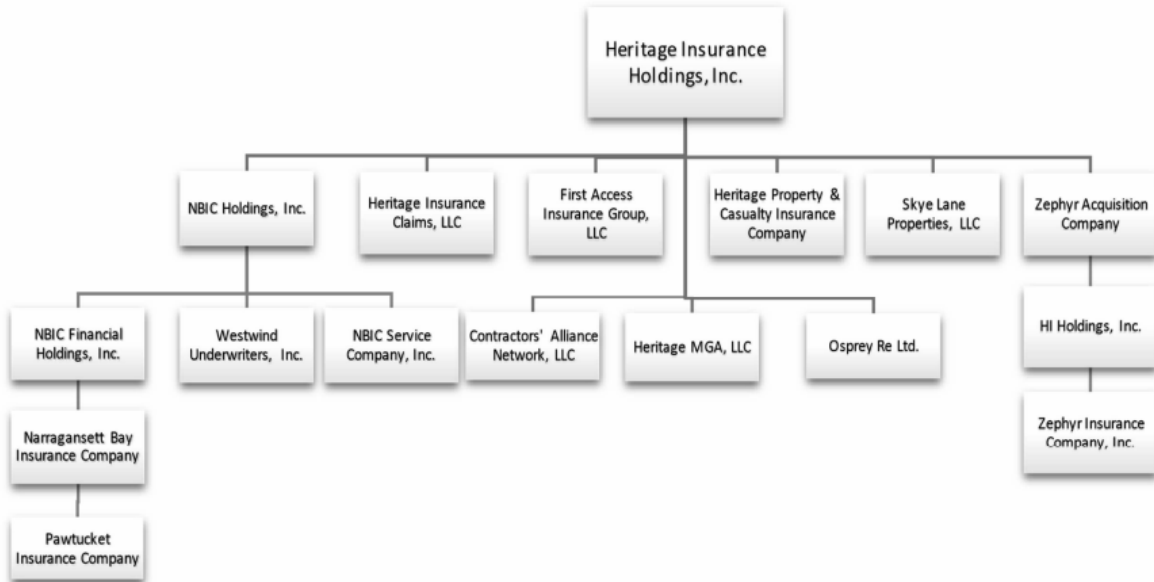 Heritage Insurance
Holdings, Inc.
NBIC Holdings, Inc.
Heritage Insurance
Claims, LLC
First Access
Insurance Group,
LLC
Heritage Property &
Casualty Insurance
Company
Skye Lane
Properties, LLC
Zephyr Acquisition
Company
NBIC Financial
Holdings, Inc.
Westwind
Underwriters, Inc.
NBIC Service
Company, Inc.
Contractors' Alliance
Network, LLC
Heritage MGA, LLC
Osprey Re Ltd.
HI Holdings, Inc.
Narragansett Bay
Insurance Company
Zephyr Insurance
Company, Inc.
Pawtucket
Insurance Company